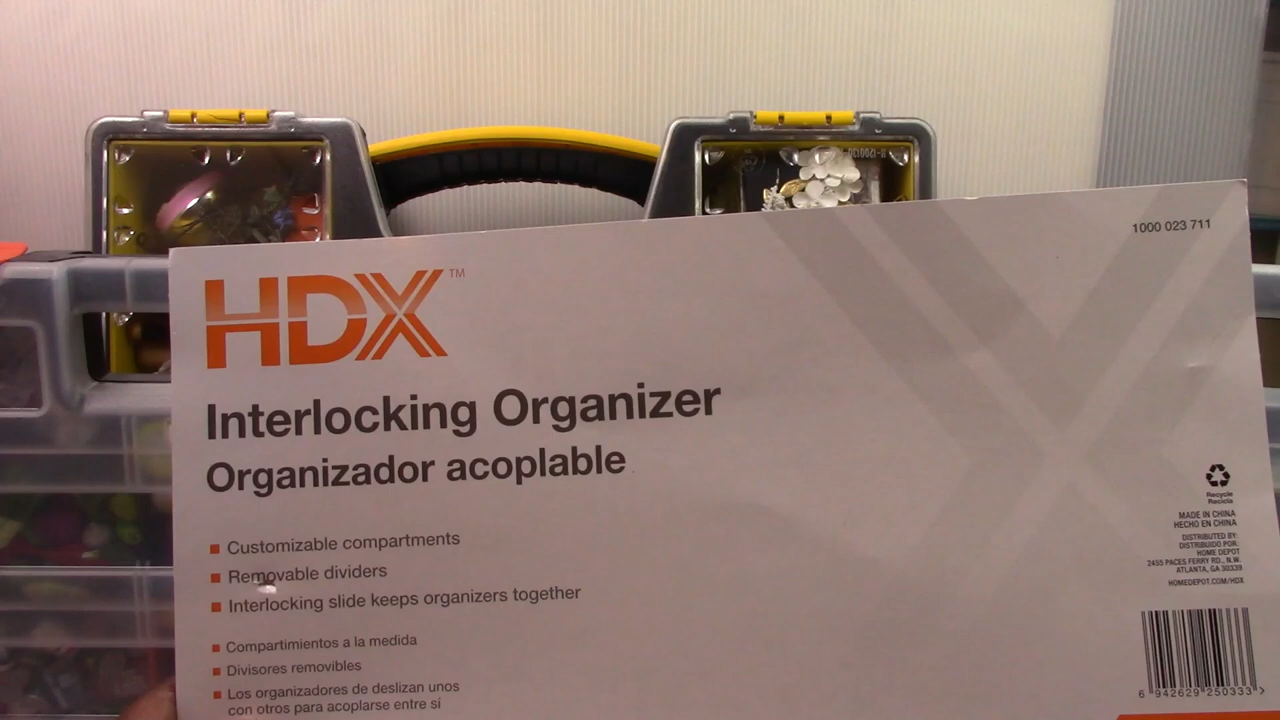 HDX™
1000 023 711
Interlocking Organizer
Organizador acoplable
Customizable compartments
Removable dividers
Interlocking slide keeps organizers together
Compartimientos a la medida
Divisores removibles
Los organizadores de deslizan unos
con otros para acoplarse entre sí
Recycle
Recicla
MADE IN CHINA
HECHO EN CHINA
DISTRIBUTED BY:
DISTRIBUIDO POR:
HOME DEPOT
2455 PACES FERRY RD., N.W.
ATLANTA, GA 30339
HOMEDEPOT.COM/HDX
6 942629 250333 >